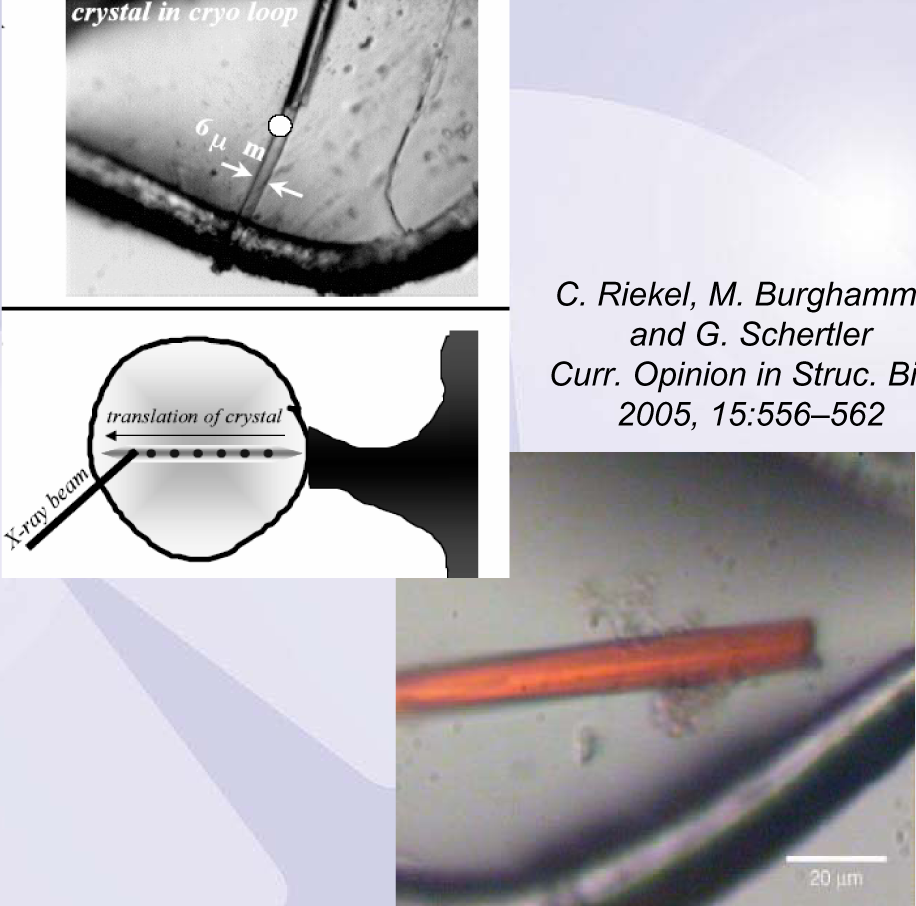 crystal in cryo loop
6 μ m
C. Riekel, M. Burghamm
and G. Schertler
Curr. Opinion in Struc. Bi
2005, 15:556–562
translation of crystal
X-ray beam
20 μm